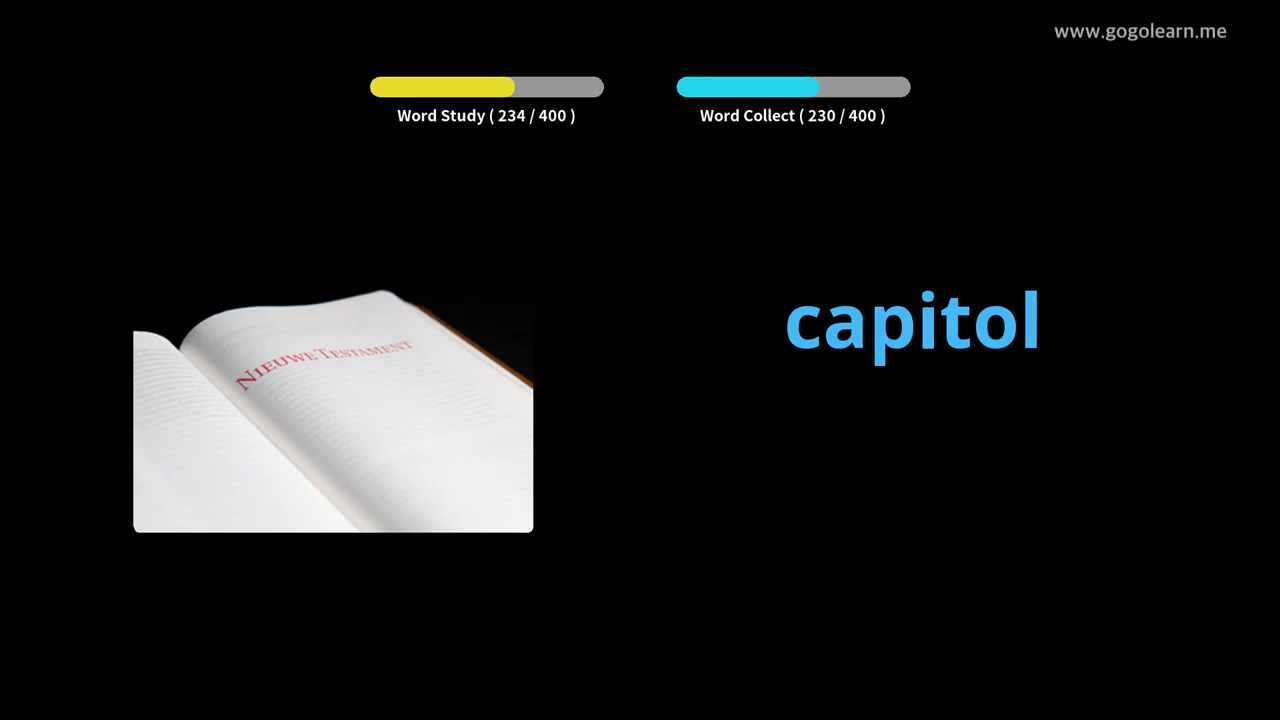 www.gogolearn.me
Word Study ( 234 / 400 )
Word Collect ( 230 / 400 )
NIEUWE TESTAMENT
capitol